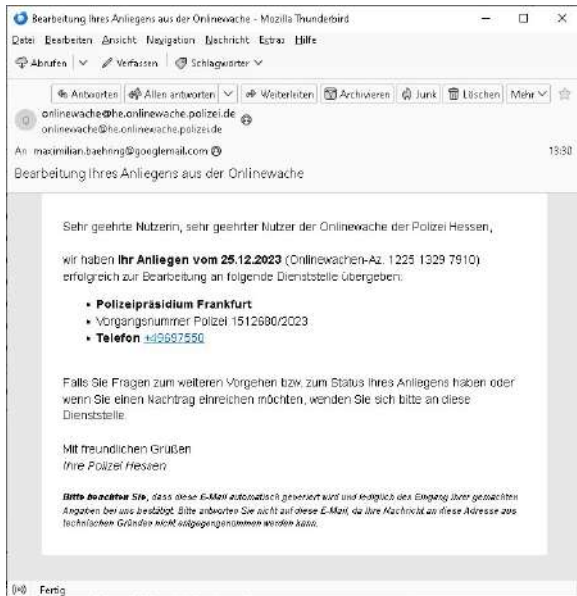 Bearbeitung Ihres Anliegens aus der Onlinewache - Mozilla Thunderbird
Datei Bearbeiten Ansicht Navigation Nachricht Extras Hilfe
Abrufen Verfassen Schlagwörter
Antworten Allen antworten Weiterleiten Archivieren Junk Löschen Mehr
O
onlinewache@he.onlinewache.polizei.de
onlinewache@he.onlinewache.polizei.de
An maximilian.baehring@googlemail.com 13:30
Bearbeitung Ihres Anliegens aus der Onlinewache
Sehr geehrte Nutzerin, sehr geehrter Nutzer der Onlinewache der Polizei Hessen,
wir haben Ihr Anliegen vom 25.12.2023 (Onlinewachen-Az. 1225 1329 7910)
erfolgreich zur Bearbeitung an folgende Dienststelle übergeben:
• Polizeipräsidium Frankfurt
• Vorgangsnummer Polizei 1512680/2023
• Telefon +49697550
Falls Sie Fragen zum weiteren Vorgehen bzw. zum Status Ihres Anliegens haben oder
wenn Sie einen Nachtrag einreichen möchten, wenden Sie sich bitte an diese
Dienststelle.
Mit freundlichen Grüßen
Ihre Polizei Hessen
Bitte beachten Sie, dass diese E-Mail automatisch generiert wird und lediglich den Eingang Ihrer gemachten
Angaben bei uns bestätigt. Bitte antworten Sie nicht auf diese E-Mail, da Ihre Nachricht an diese Adresse aus
technischen Gründen nicht entgegengenommen werden kann.
Fertig